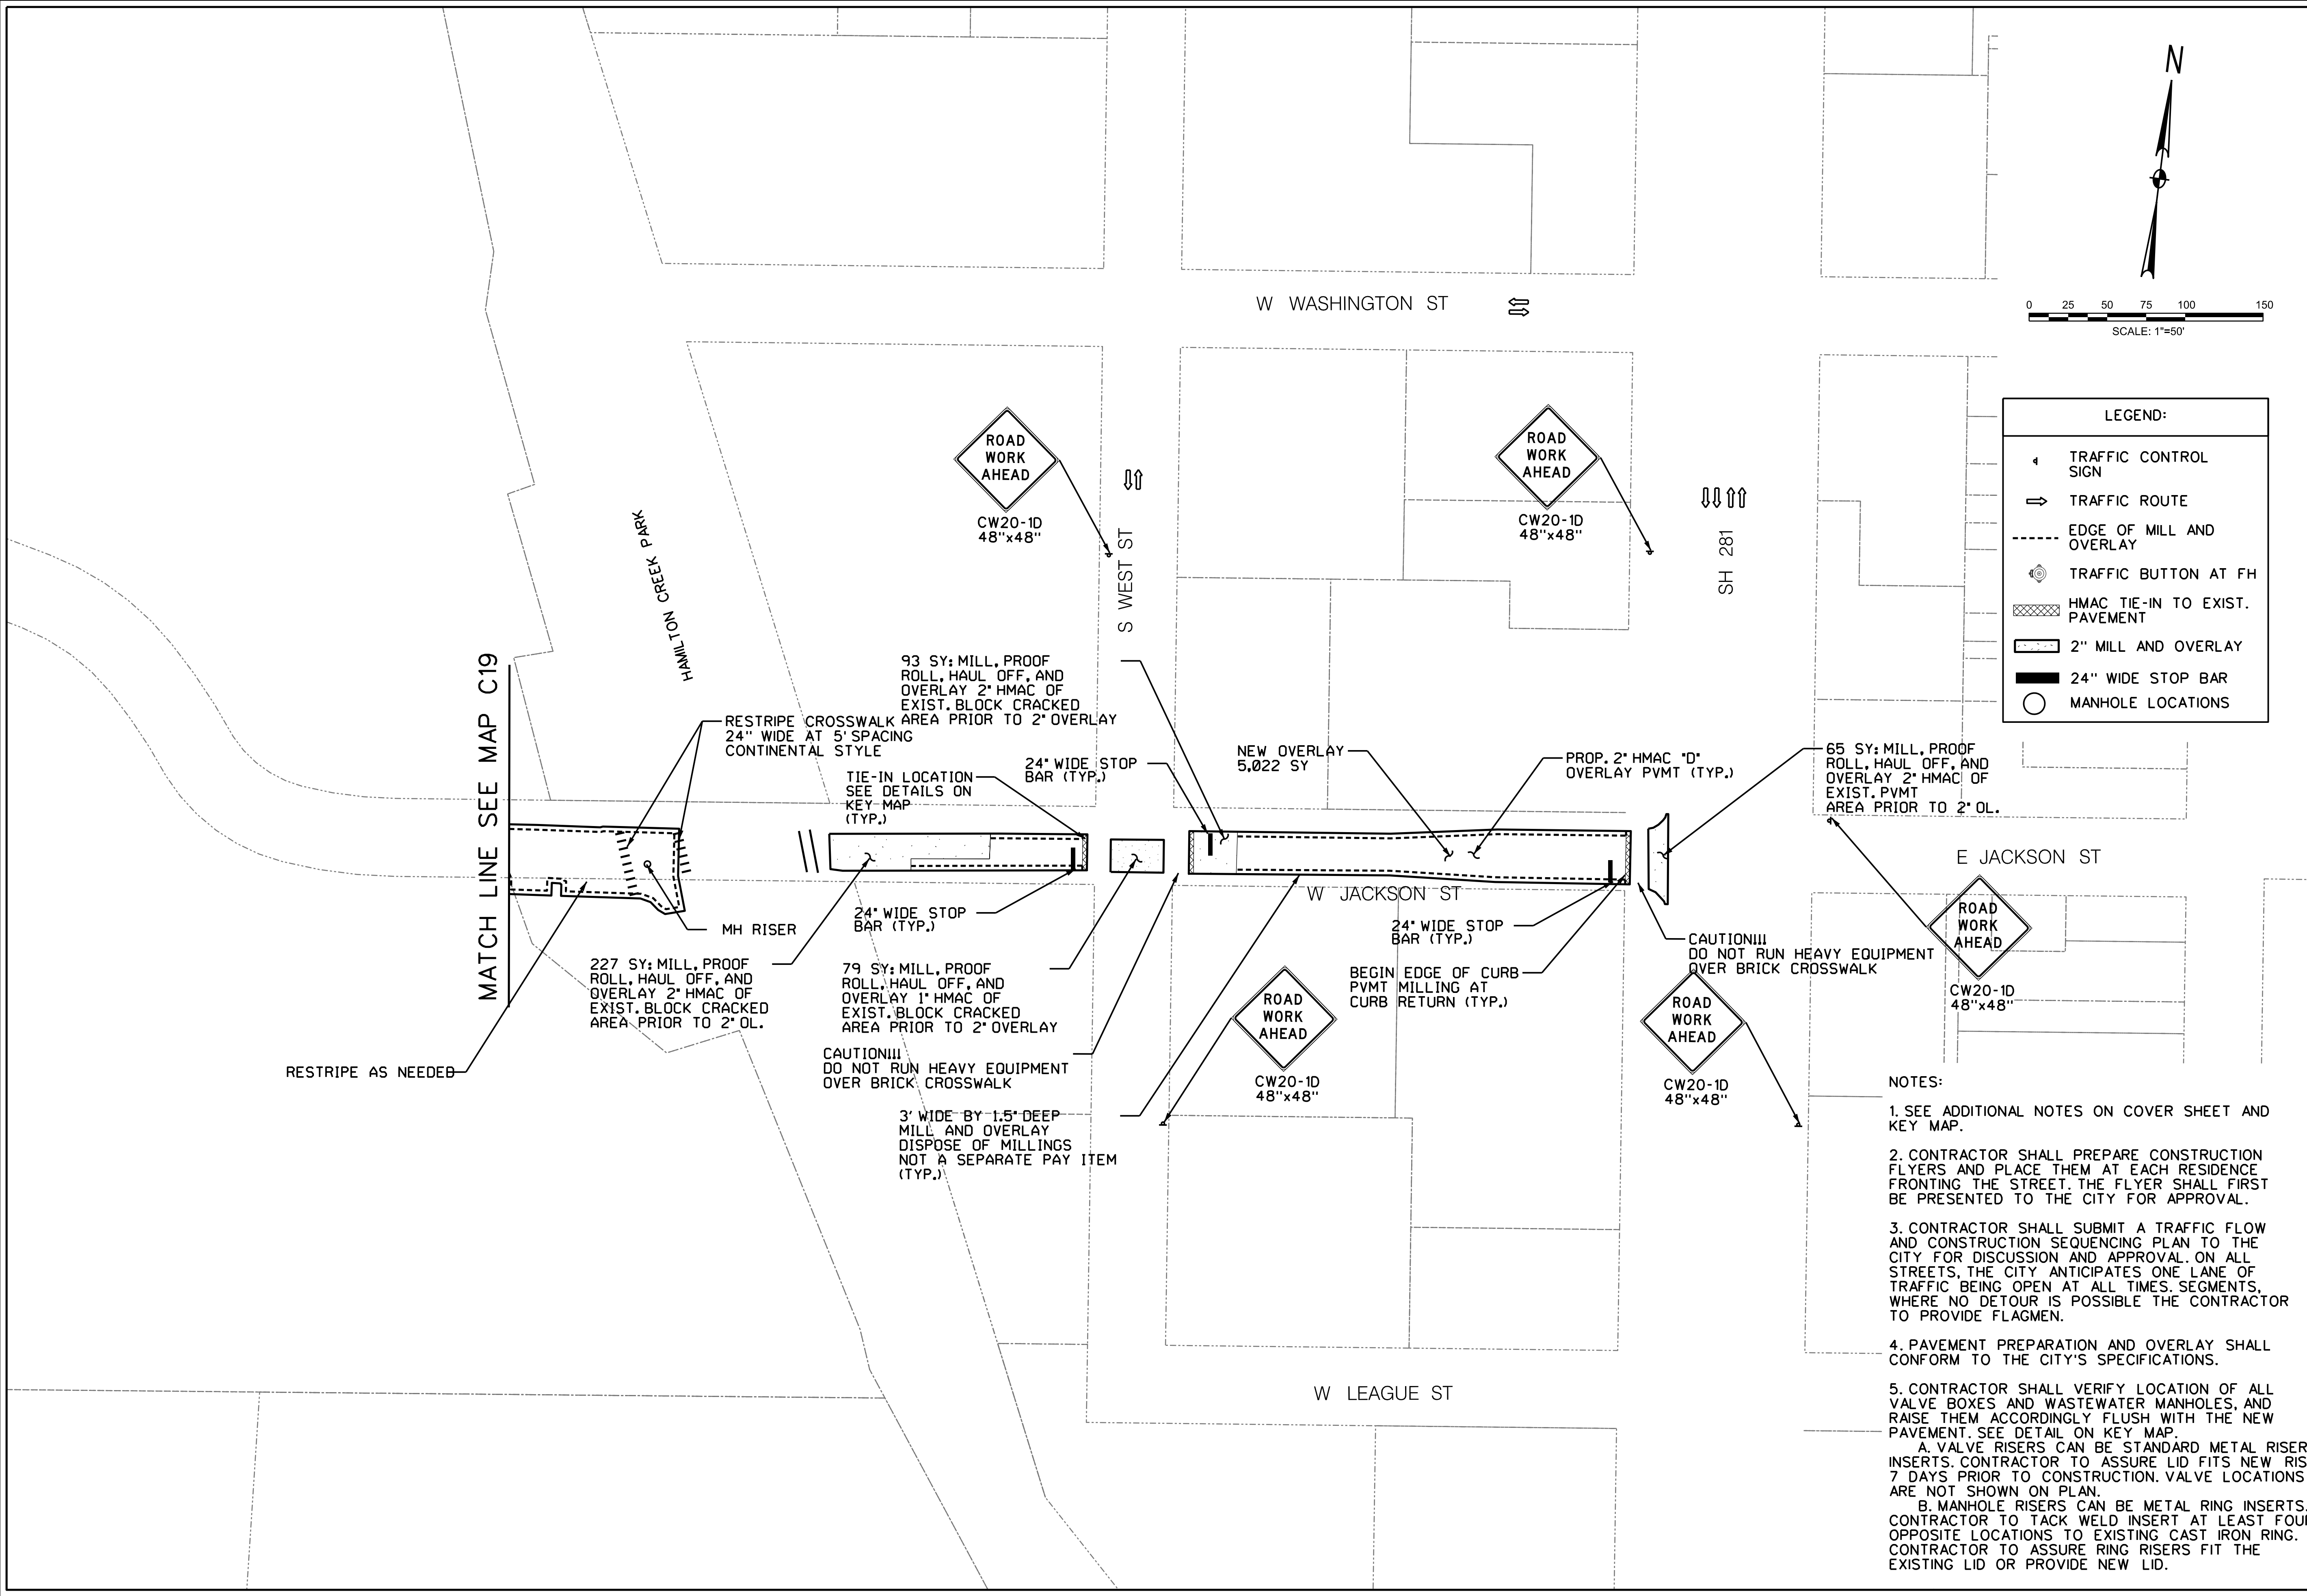 N
0 25 50 75 100 150
SCALE: 1"=50'
W WASHINGTON ST
LEGEND:
TRAFFIC CONTROL
SIGN
TRAFFIC ROUTE
EDGE OF MILL AND
OVERLAY
TRAFFIC BUTTON AT FH
HMAC TIE-IN TO EXIST.
PAVEMENT
2" MILL AND OVERLAY
24" WIDE STOP BAR
MANHOLE LOCATIONS
ROAD
WORK
AHEAD
CW20-1D
48"x48"
ROAD
WORK
AHEAD
CW20-1D
48"x48"
S WEST ST
SH 281
HAMILTON CREEK PARK
MATCH LINE SEE MAP C19
93 SY: MILL, PROOF
ROLL, HAUL OFF, AND
OVERLAY 2" HMAC OF
EXIST. BLOCK CRACKED
AREA PRIOR TO 2" OVERLAY
RESTRIPE CROSSWALK
24" WIDE AT 5' SPACING
CONTINENTAL STYLE
TIE-IN LOCATION
SEE DETAILS ON
KEY MAP
(TYP.)
24" WIDE STOP
BAR (TYP.)
NEW OVERLAY
5,022 SY
PROP. 2" HMAC "D"
OVERLAY PVMT (TYP.)
65 SY: MILL, PROOF
ROLL, HAUL OFF, AND
OVERLAY 2" HMAC OF
EXIST. PVMT
AREA PRIOR TO 2" OL.
E JACKSON ST
W JACKSON ST
24" WIDE STOP
BAR (TYP.)
MH RISER
24" WIDE STOP
BAR (TYP.)
CAUTION!!!
DO NOT RUN HEAVY EQUIPMENT
OVER BRICK CROSSWALK
ROAD
WORK
AHEAD
CW20-1D
48"x48"
227 SY: MILL, PROOF
ROLL, HAUL OFF, AND
OVERLAY 2" HMAC OF
EXIST. BLOCK CRACKED
AREA PRIOR TO 2" OL.
79 SY: MILL, PROOF
ROLL, HAUL OFF, AND
OVERLAY 1" HMAC OF
EXIST. BLOCK CRACKED
AREA PRIOR TO 2" OVERLAY
BEGIN EDGE OF CURB
PVMT MILLING AT
CURB RETURN (TYP.)
ROAD
WORK
AHEAD
CW20-1D
48"x48"
ROAD
WORK
AHEAD
CW20-1D
48"x48"
RESTRIPE AS NEEDED
CAUTION!!!
DO NOT RUN HEAVY EQUIPMENT
OVER BRICK CROSSWALK
3' WIDE BY 1.5" DEEP
MILL AND OVERLAY
DISPOSE OF MILLINGS
NOT A SEPARATE PAY ITEM
(TYP.)
W LEAGUE ST
NOTES:
1. SEE ADDITIONAL NOTES ON COVER SHEET AND
KEY MAP.
2. CONTRACTOR SHALL PREPARE CONSTRUCTION
FLYERS AND PLACE THEM AT EACH RESIDENCE
FRONTING THE STREET. THE FLYER SHALL FIRST
BE PRESENTED TO THE CITY FOR APPROVAL.
3. CONTRACTOR SHALL SUBMIT A TRAFFIC FLOW
AND CONSTRUCTION SEQUENCING PLAN TO THE
CITY FOR DISCUSSION AND APPROVAL. ON ALL
STREETS, THE CITY ANTICIPATES ONE LANE OF
TRAFFIC BEING OPEN AT ALL TIMES. SEGMENTS,
WHERE NO DETOUR IS POSSIBLE THE CONTRACTOR
TO PROVIDE FLAGMEN.
4. PAVEMENT PREPARATION AND OVERLAY SHALL
CONFORM TO THE CITY'S SPECIFICATIONS.
5. CONTRACTOR SHALL VERIFY LOCATION OF ALL
VALVE BOXES AND WASTEWATER MANHOLES, AND
RAISE THEM ACCORDINGLY FLUSH WITH THE NEW
PAVEMENT. SEE DETAIL ON KEY MAP.
A. VALVE RISERS CAN BE STANDARD METAL RISER
INSERTS. CONTRACTOR TO ASSURE LID FITS NEW RIS
7 DAYS PRIOR TO CONSTRUCTION. VALVE LOCATIONS
ARE NOT SHOWN ON PLAN.
B. MANHOLE RISERS CAN BE METAL RING INSERTS.
CONTRACTOR TO TACK WELD INSERT AT LEAST FOU
OPPOSITE LOCATIONS TO EXISTING CAST IRON RING.
CONTRACTOR TO ASSURE RING RISERS FIT THE
EXISTING LID OR PROVIDE NEW LID.